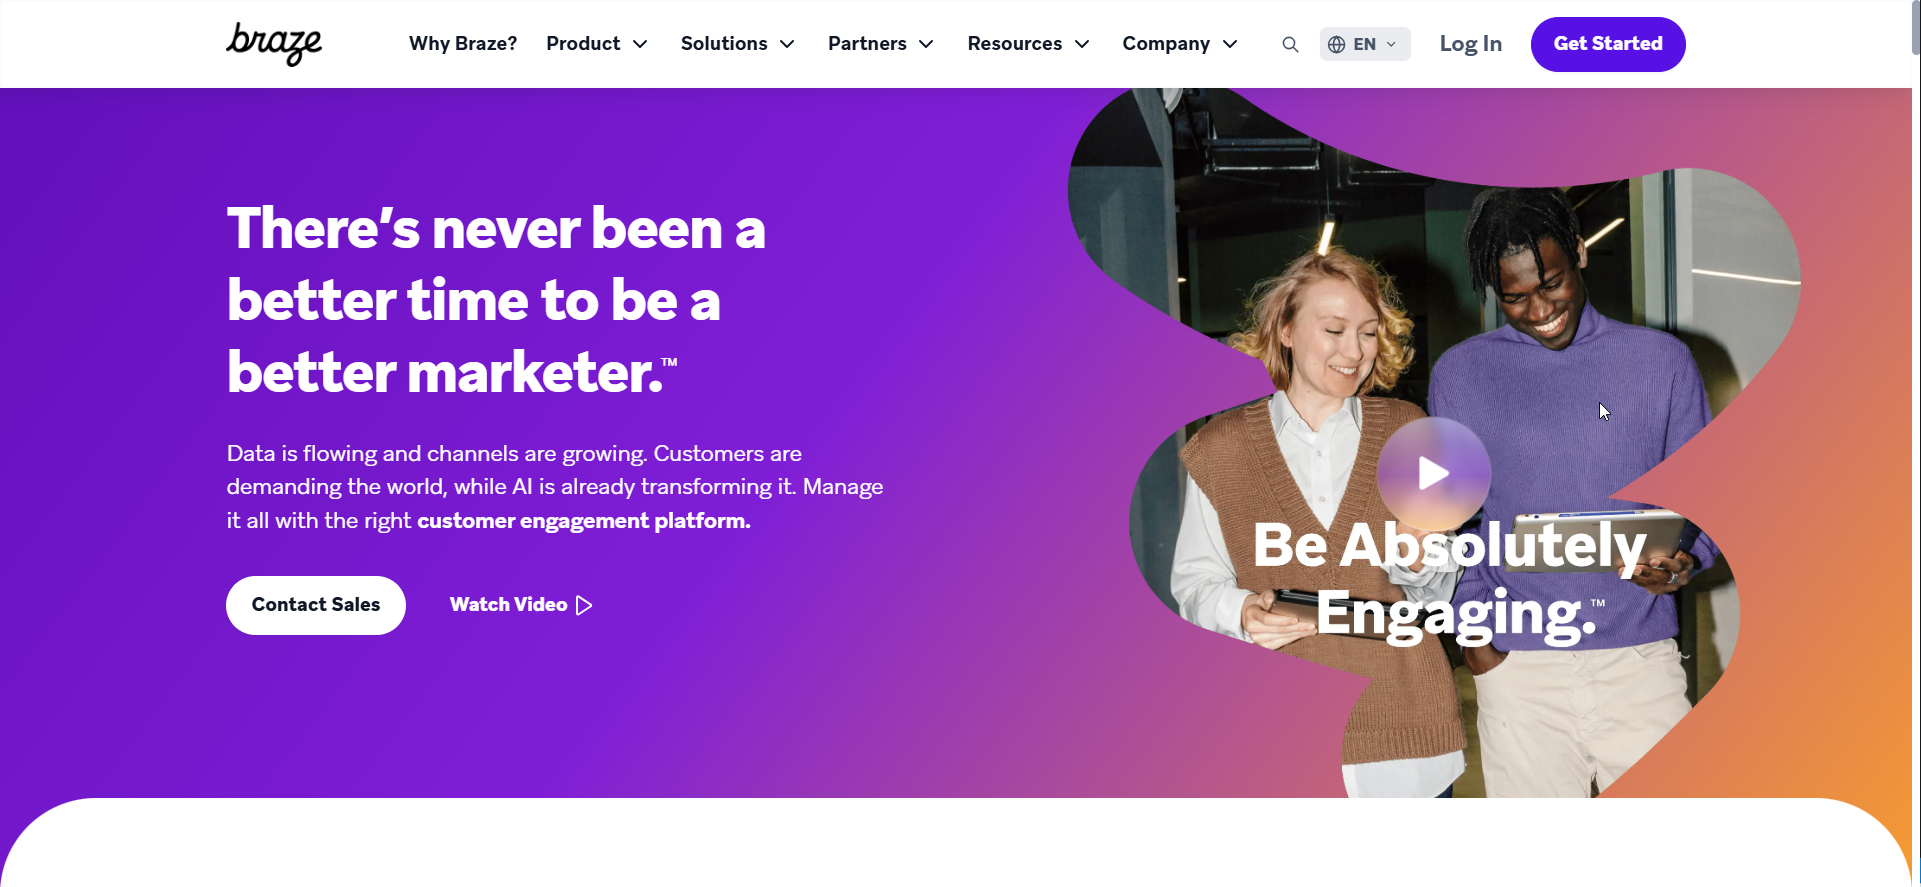 braze
Why Braze? Product Solutions Partners Resources Company EN Log In Get Started
There’s never been a
better time to be a
better marketer.™
Data is flowing and channels are growing. Customers are
demanding the world, while AI is already transforming it. Manage
it all with the right customer engagement platform.
Contact Sales Watch Video
Be Absolutely
Engaging.™